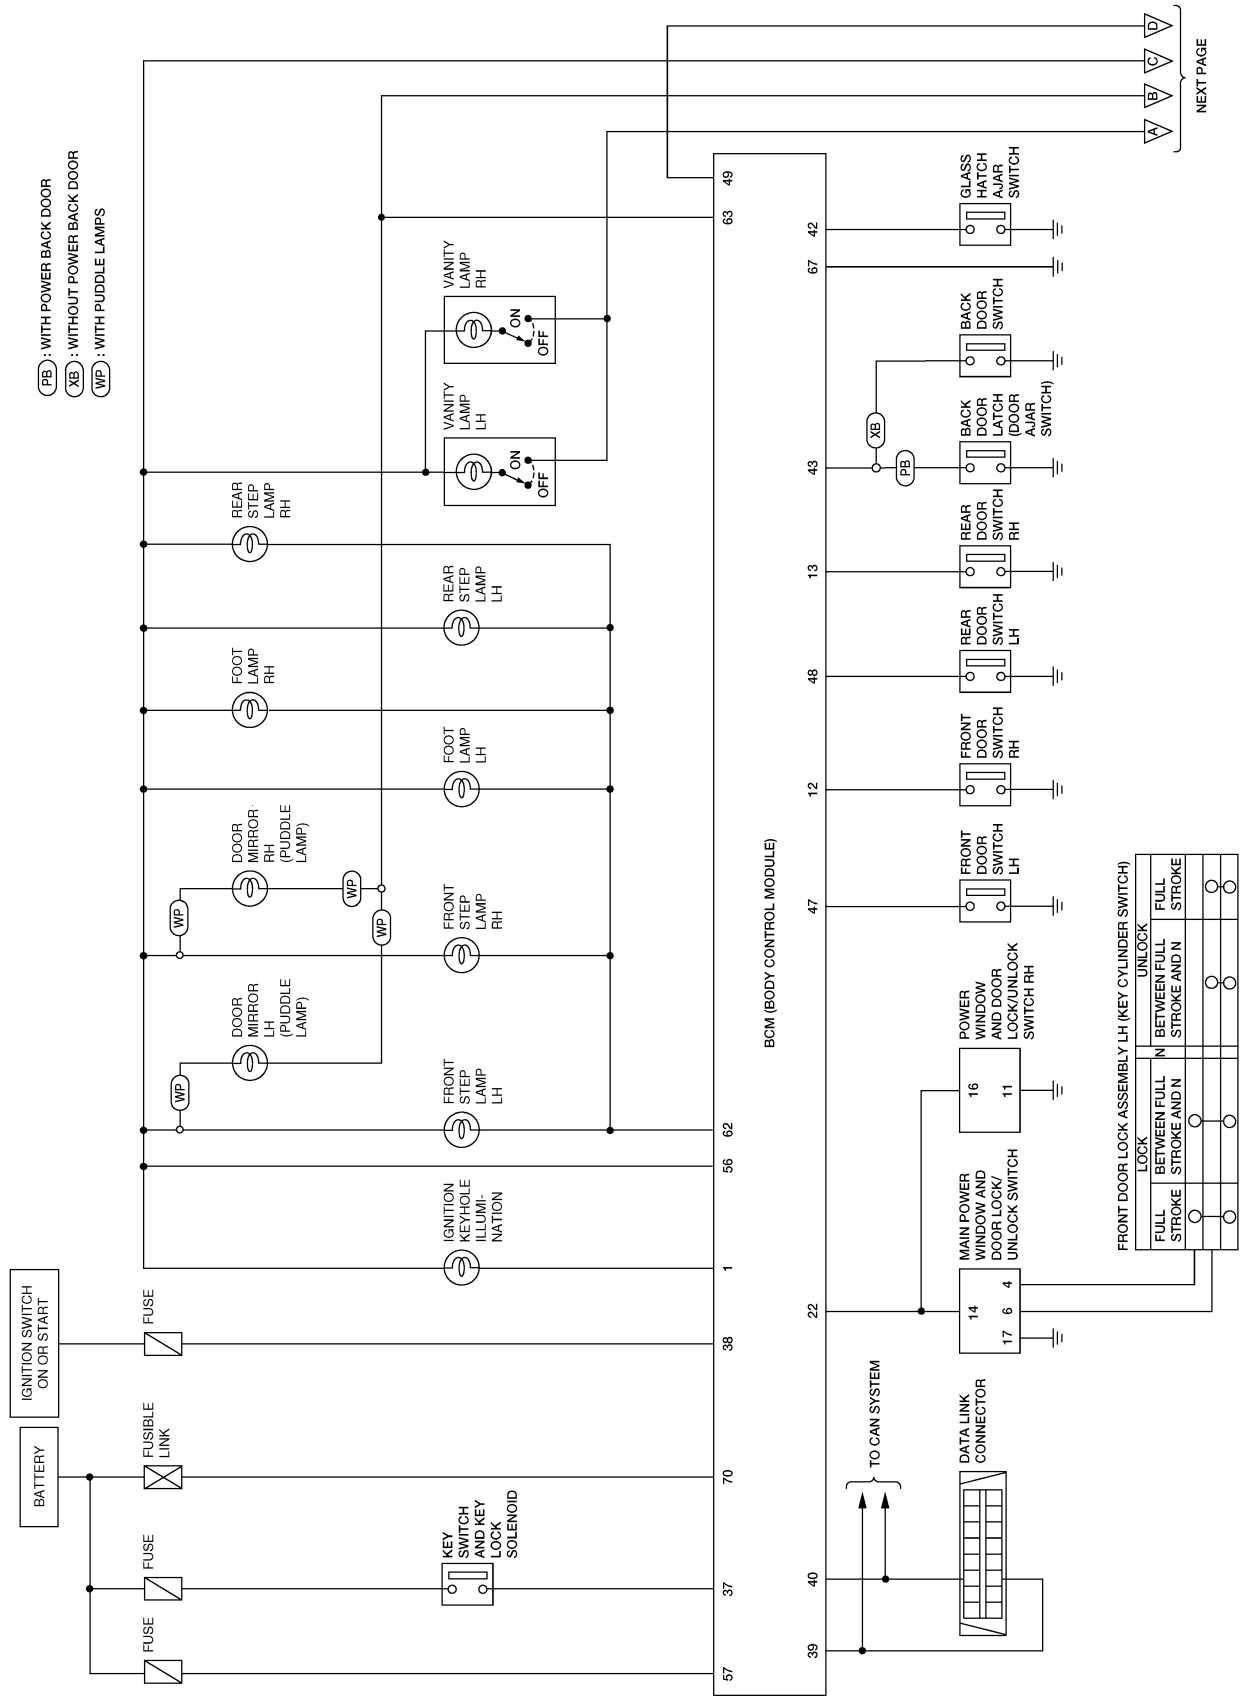 PB : WITH POWER BACK DOOR
XB : WITHOUT POWER BACK DOOR
WP : WITH PUDDLE LAMPS
BATTERY
IGNITION SWITCH
ON OR START
FUSE
FUSE
FUSIBLE
LINK
FUSE
KEY
SWITCH
AND KEY
LOCK
SOLENOID
IGNITION
KEYHOLE
ILLUMI-
NATION
FRONT
STEP
LAMP
LH
WP
DOOR
MIRROR
LH
(PUDDLE
LAMP)
FRONT
STEP
LAMP
RH
WP
DOOR
MIRROR
RH
(PUDDLE
LAMP)
WP
WP
FOOT
LAMP
LH
FOOT
LAMP
RH
REAR
STEP
LAMP
LH
REAR
STEP
LAMP
RH
VANITY
LAMP
LH
ON
OFF
VANITY
LAMP
RH
ON
OFF
A
B
C
D
NEXT PAGE
57
37
70
38
1
56
62
63
49
BCM (BODY CONTROL MODULE)
39
40
22
47
12
48
13
43
67
42
TO CAN SYSTEM
DATA LINK
CONNECTOR
MAIN POWER
WINDOW AND
DOOR LOCK/
UNLOCK SWITCH
14
17
6
4
POWER
WINDOW
AND DOOR
LOCK/UNLOCK
SWITCH RH
16
11
FRONT
DOOR
SWITCH
LH
FRONT
DOOR
SWITCH
RH
REAR
DOOR
SWITCH
LH
REAR
DOOR
SWITCH
RH
XB
PB
BACK
DOOR
LATCH
(DOOR
AJAR
SWITCH)
BACK
DOOR
SWITCH
GLASS
HATCH
AJAR
SWITCH
FRONT DOOR LOCK ASSEMBLY LH (KEY CYLINDER SWITCH)
LOCK
N
UNLOCK
FULL
STROKE
BETWEEN FULL
STROKE AND N
BETWEEN FULL
STROKE AND N
FULL
STROKE